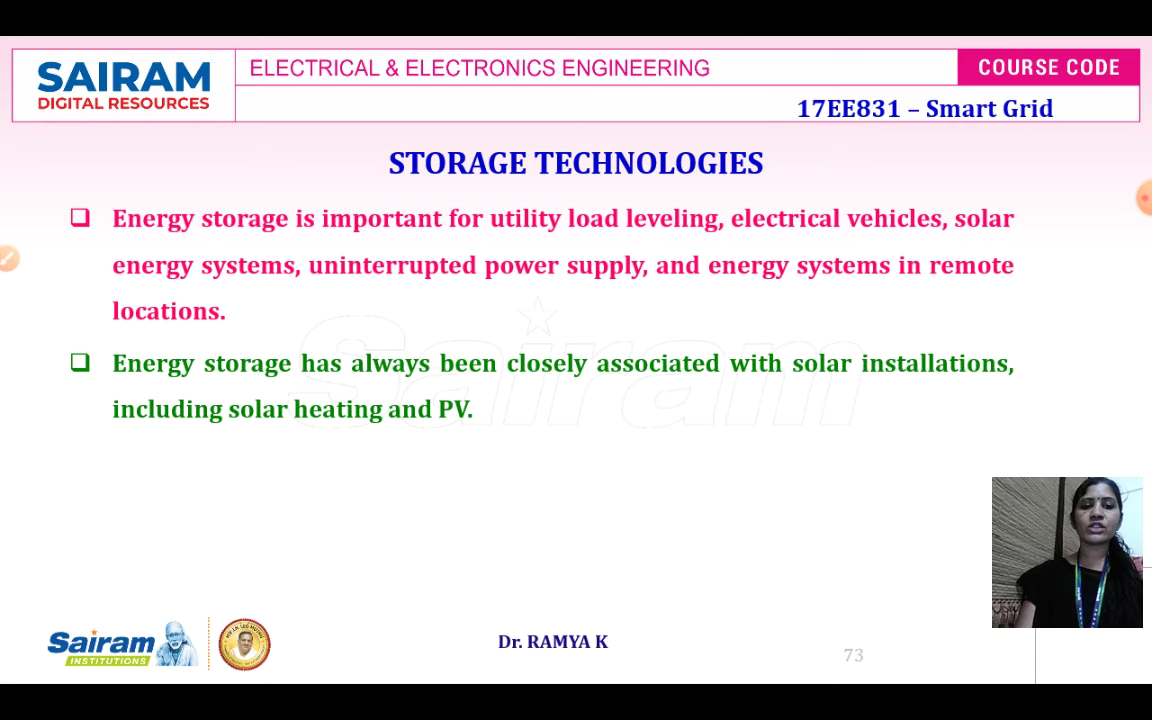 SAIRAM
DIGITAL RESOURCES
ELECTRICAL & ELECTRONICS ENGINEERING
COURSE CODE
17EE831 – Smart Grid
STORAGE TECHNOLOGIES
Energy storage is important for utility load leveling, electrical vehicles, solar
energy systems, uninterrupted power supply, and energy systems in remote
locations.
Energy storage has always been closely associated with solar installations,
including solar heating and PV.
Sairam
Sairam
INSTITUTIONS
Dr. RAMYA K
73